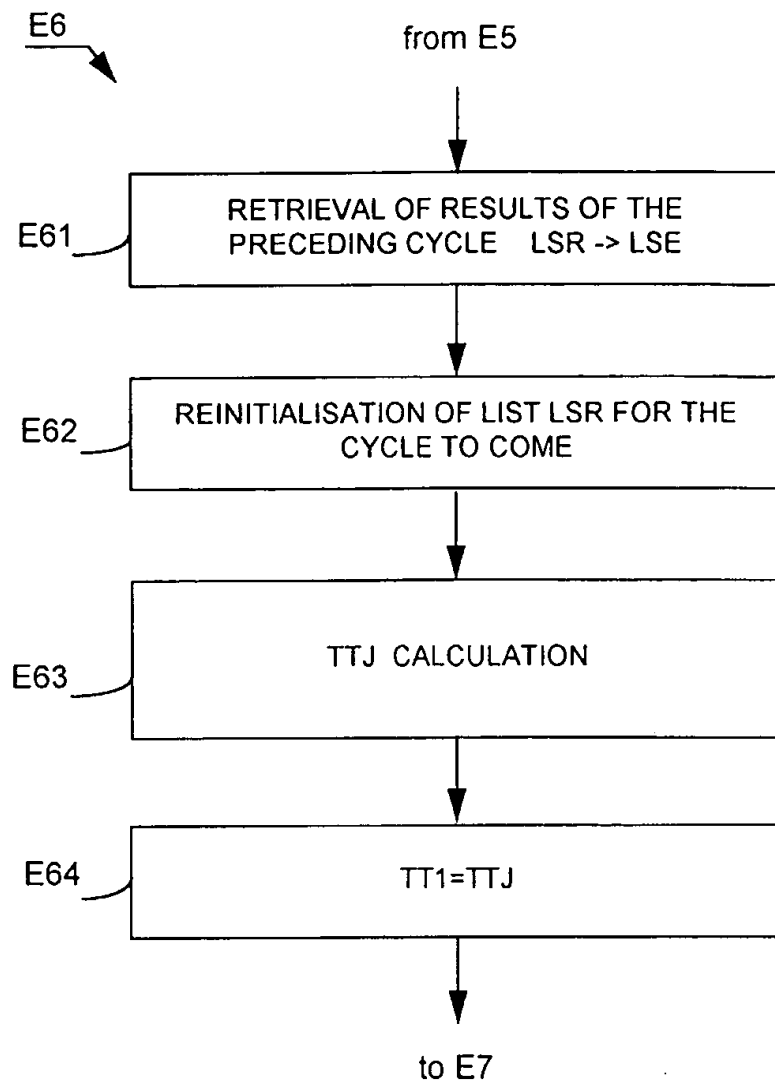 E6
from E5
E61
RETRIEVAL OF RESULTS OF THE
PRECEDING CYCLE LSR -> LSE
E62
REINITIALISATION OF LIST LSR FOR THE
CYCLE TO COME
E63
TTJ CALCULATION
E64
TT1=TTJ
to E7